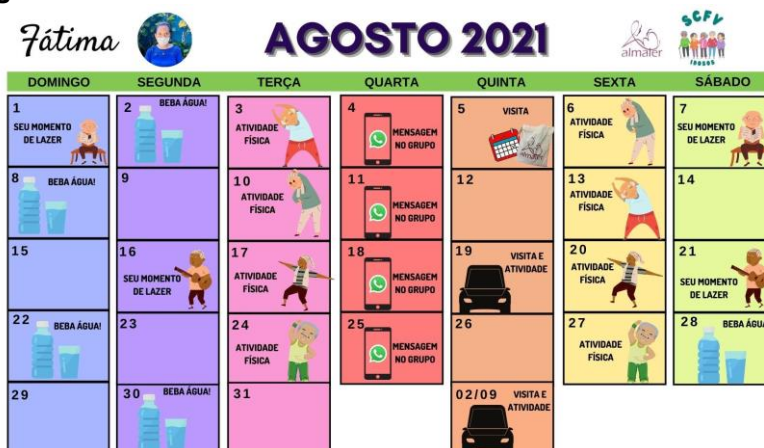 Fátima
AGOSTO 2021
almater
SCFV
IDOSOS
DOMINGO SEGUNDA TERÇA QUARTA QUINTA SEXTA SÁBADO
1
SEU MOMENTO
DE LAZER
2 BEBA ÁGUA!
3
ATIVIDADE
FÍSICA
4
MENSAGEM
NO GRUPO
5 VISITA
almater
6
ATIVIDADE
FÍSICA
7
SEU MOMENTO
DE LAZER
8 BEBA ÁGUA!
9
10
ATIVIDADE
FÍSICA
11
MENSAGEM
NO GRUPO
12
13
ATIVIDADE
FÍSICA
14
15
16
SEU MOMENTO
DE LAZER
17
ATIVIDADE
FÍSICA
18
MENSAGEM
NO GRUPO
19 VISITA E
ATIVIDADE
20
ATIVIDADE
FÍSICA
21
SEU MOMENTO
DE LAZER
22 BEBA ÁGUA!
23
24
ATIVIDADE
FÍSICA
25
MENSAGEM
NO GRUPO
26
27
ATIVIDADE
FÍSICA
28 BEBA ÁGUA!
29
30 BEBA ÁGUA!
31
02/09 VISITA E
ATIVIDADE